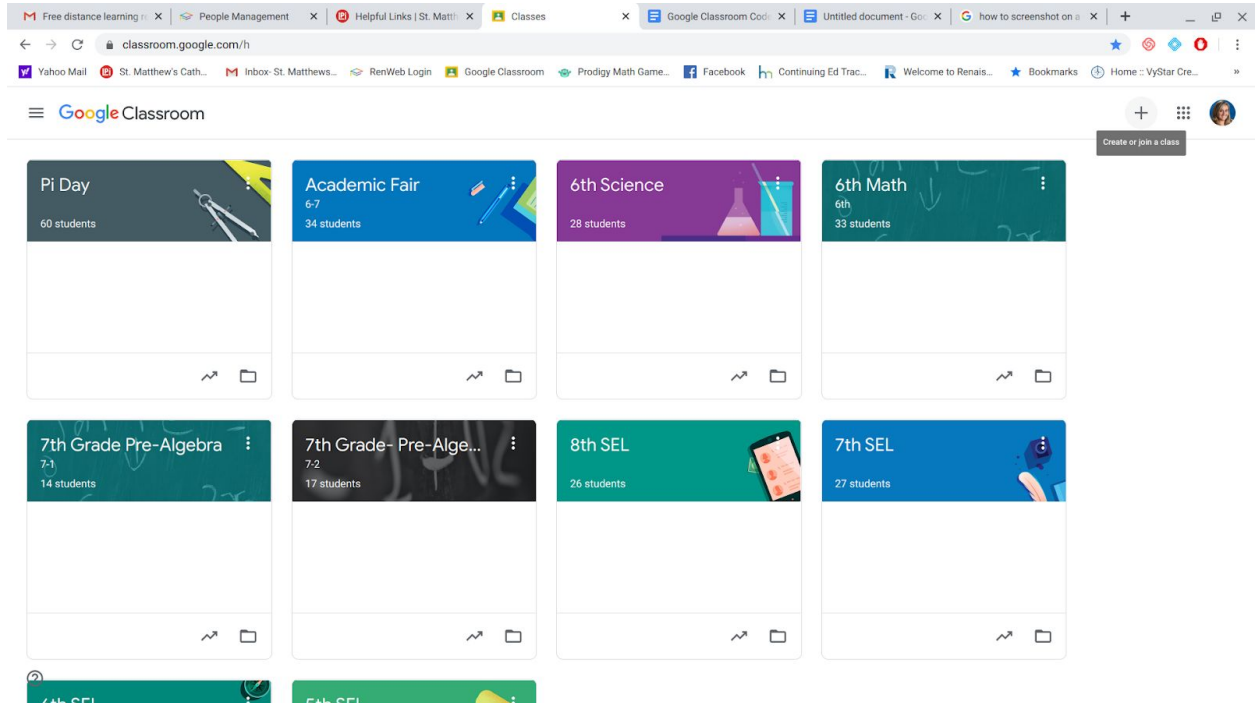 Free distance learning r
People Management
Helpful Links | St. Matth
Classes
Google Classroom Code
Untitled document - Goo
how to screenshot on a
classroom.google.com/h
Yahoo Mail
St. Matthew's Cath...
Inbox- St. Matthews...
RenWeb Login
Google Classroom
Prodigy Math Game...
Facebook
Continuing Ed Trac...
Welcome to Renais...
Bookmarks
Home :: VyStar Cre...
»
Google Classroom
Create or join a class
Pi Day
60 students
Academic Fair
6-7
34 students
6th Science
28 students
6th Math
6th
33 students
7th Grade Pre-Algebra
7-1
14 students
7th Grade- Pre-Alge...
7-2
17 students
8th SEL
26 students
7th SEL
27 students
6th SEL
5th SEL